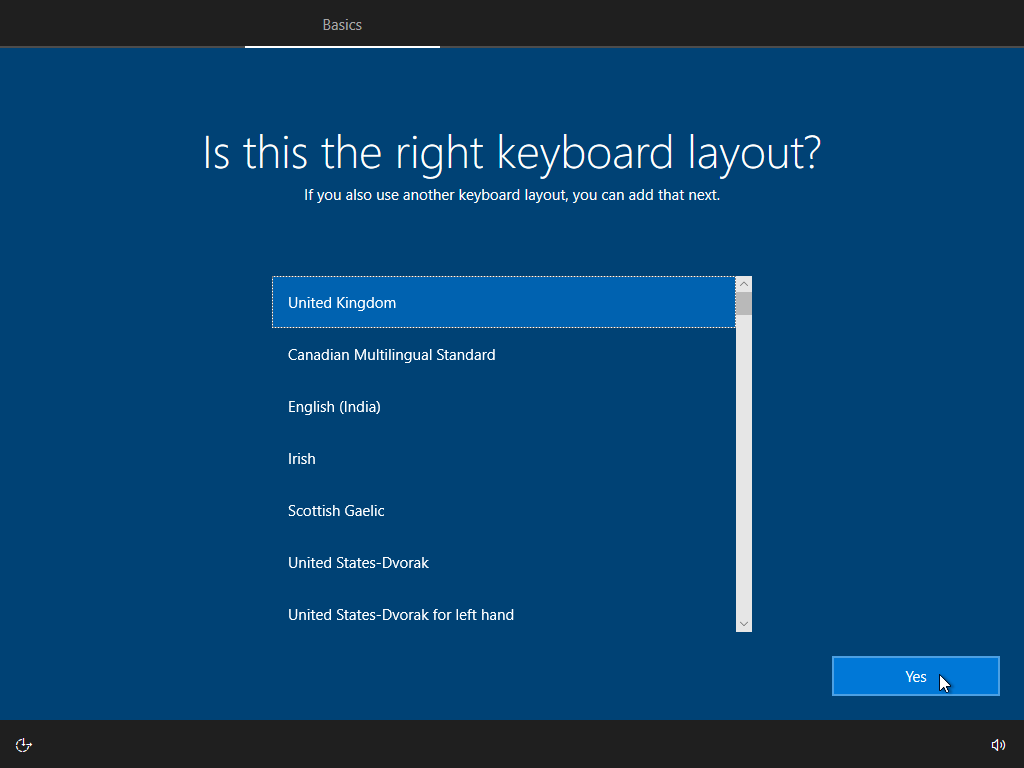 Basics
Is this the right keyboard layout?
If you also use another keyboard layout, you can add that next.
United Kingdom
Canadian Multilingual Standard
English (India)
Irish
Scottish Gaelic
United States-Dvorak
United States-Dvorak for left hand
Yes